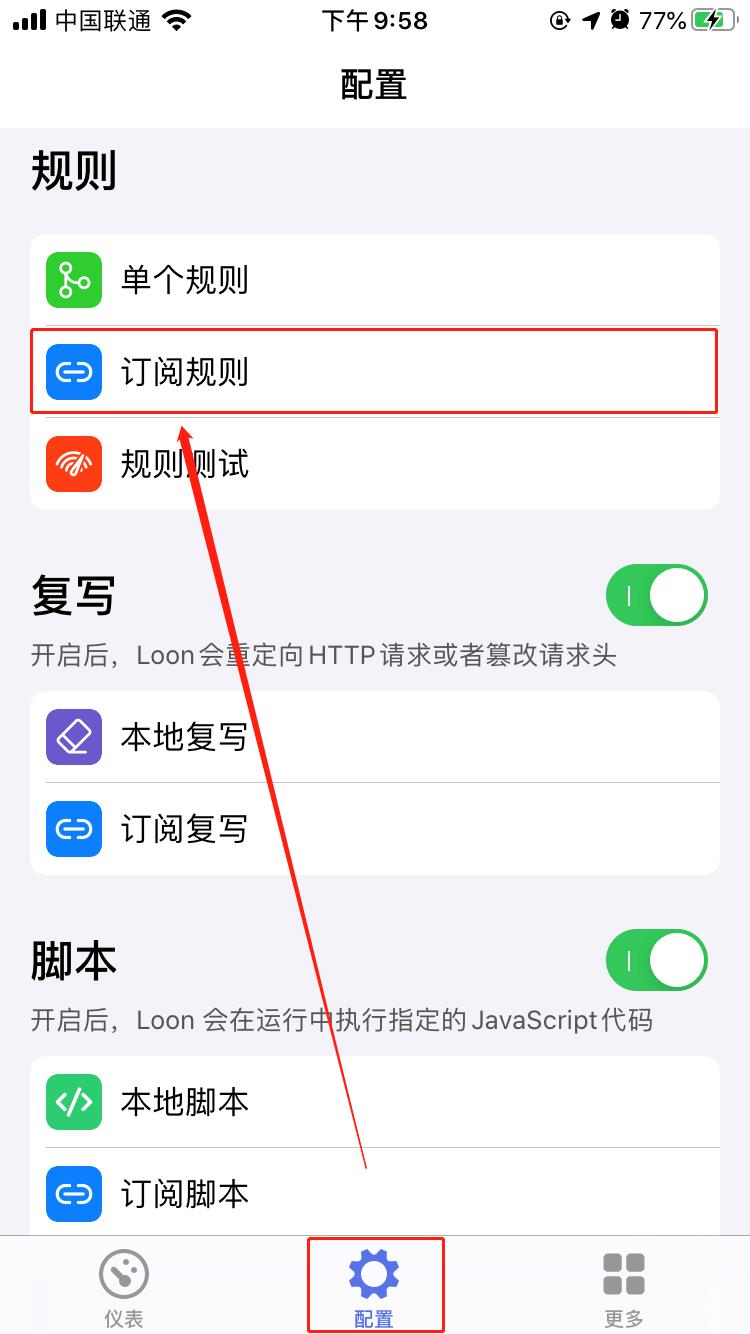 中国联通 下午9:58 77%
配置
规则
单个规则
订阅规则
规则测试
复写
开启后，Loon会重定向HTTP请求或者篡改请求头
本地复写
订阅复写
脚本
开启后，Loon 会在运行中执行指定的JavaScript代码
本地脚本
订阅脚本
仪表 配置 更多